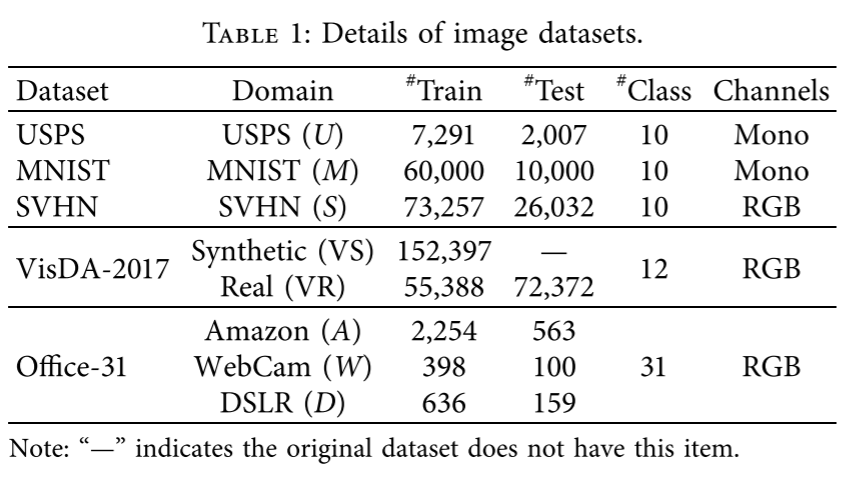 TABLE 1: Details of image datasets.
Dataset Domain #Train #Test #Class Channels
USPS USPS (U) 7,291 2,007 10 Mono
MNIST MNIST (M) 60,000 10,000 10 Mono
SVHN SVHN (S) 73,257 26,032 10 RGB
VisDA-2017 Synthetic (VS) 152,397 — 12 RGB
Real (VR) 55,388 72,372
Office-31 Amazon (A) 2,254 563 31 RGB
WebCam (W) 398 100
DSLR (D) 636 159
Note: “—” indicates the original dataset does not have this item.